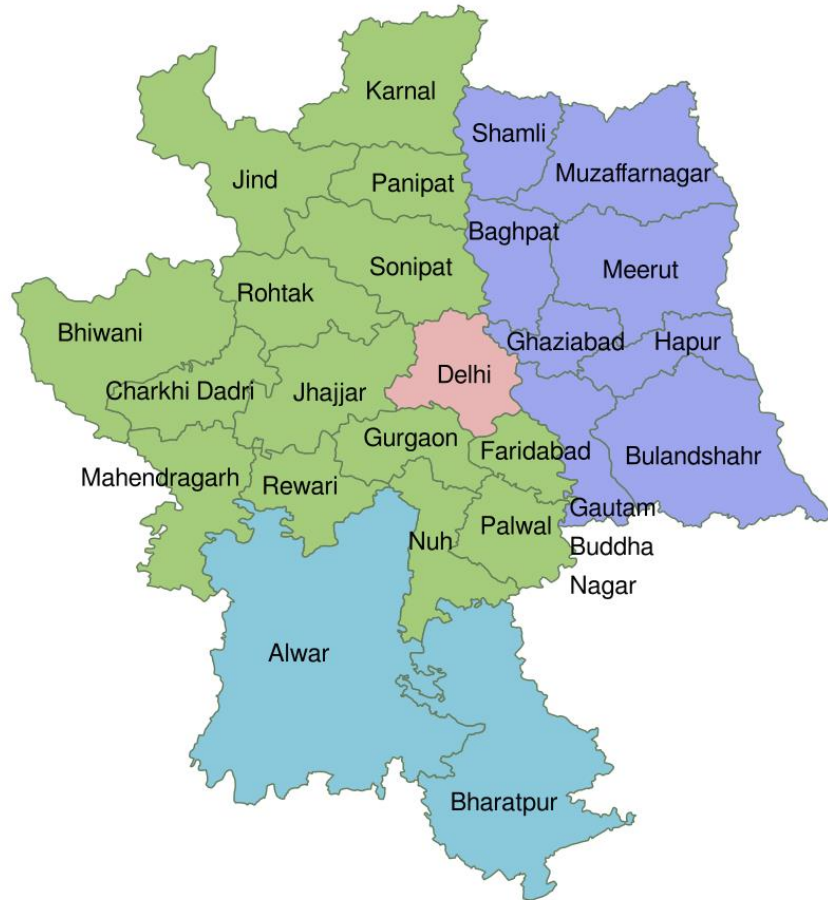 Karnal
Shamli
Muzaffarnagar
Jind
Panipat
Baghpat
Sonipat
Meerut
Rohtak
Bhiwani
Ghaziabad
Hapur
Delhi
Charkhi Dadri
Jhajjar
Gurgaon
Faridabad
Bulandshahr
Mahendragarh
Rewari
Gautam
Buddha
Nagar
Nuh
Palwal
Alwar
Bharatpur